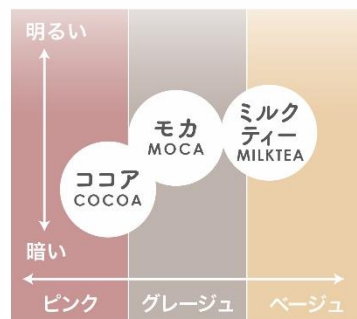 明るい
ミルク
ティー
MILKTEA
モカ
MOCA
ココア
COCOA
暗い
ピンク
グレージュ
ベージュ